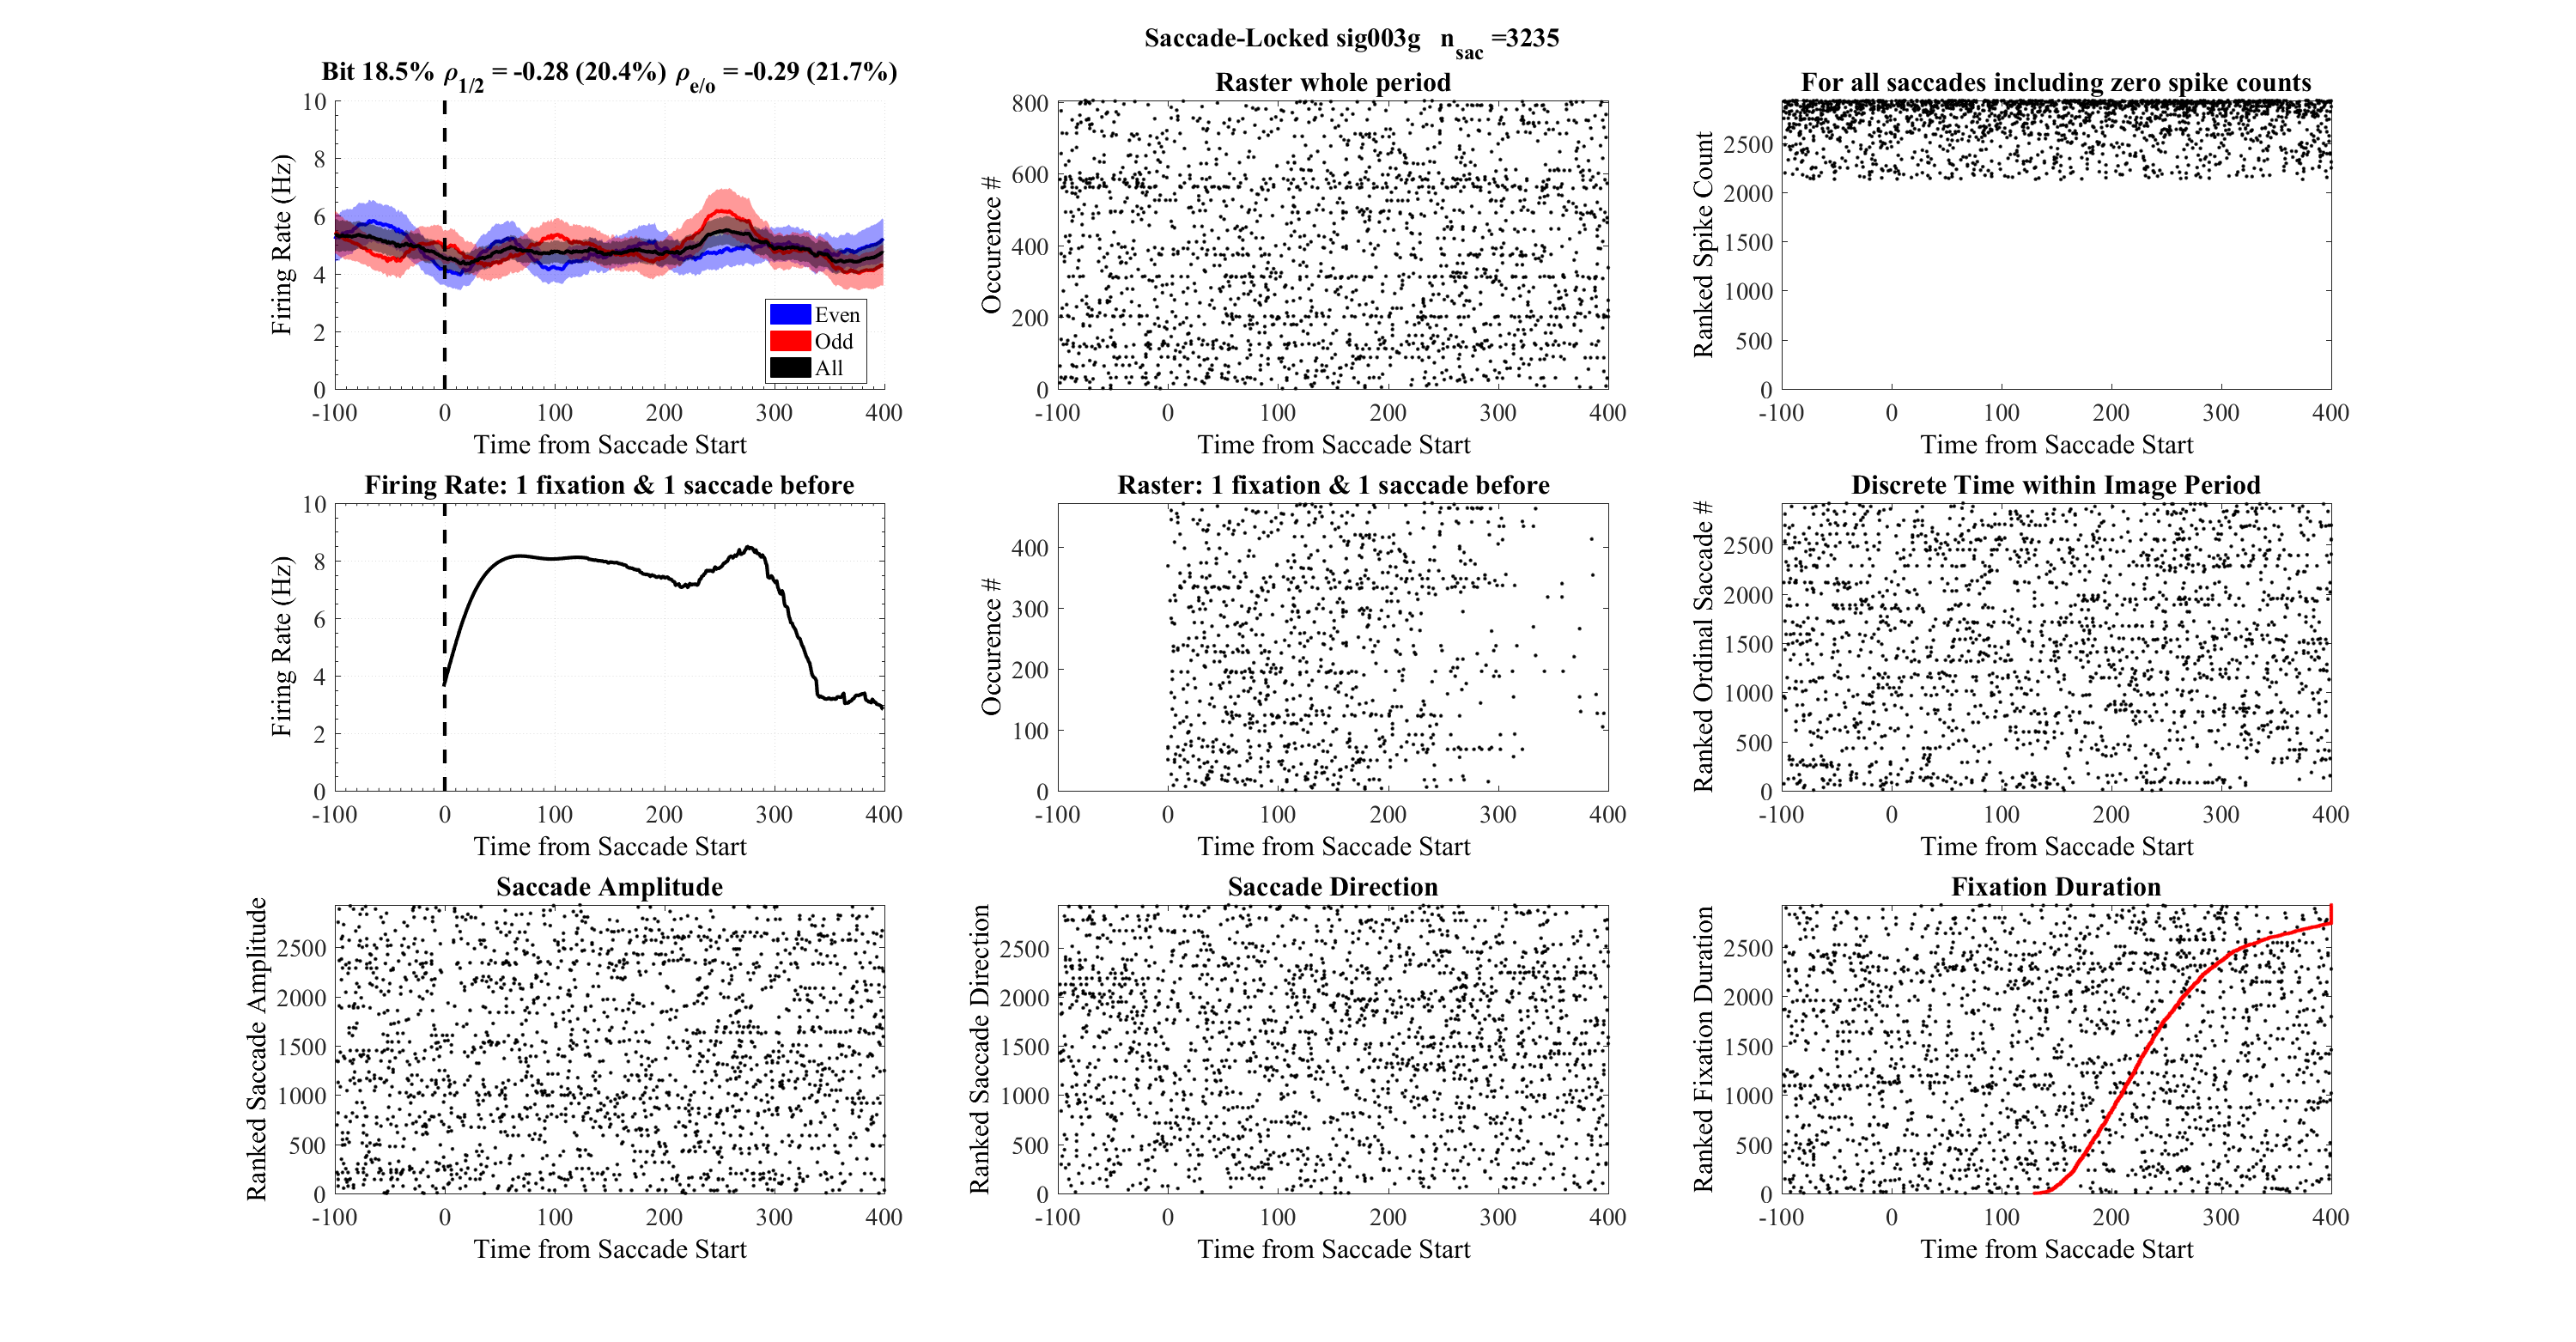 Saccade-Locked sig003g n_sac =3235
Bit 18.5% ρ_1/2 = -0.28 (20.4%) ρ_e/o = -0.29 (21.7%)
Firing Rate (Hz)
10
8
6
4
2
0
-100 0 100 200 300 400
Time from Saccade Start
Even
Odd
All
Raster whole period
Occurence #
800
600
400
200
0
-100 0 100 200 300 400
Time from Saccade Start
For all saccades including zero spike counts
Ranked Spike Count
2500
2000
1500
1000
500
0
-100 0 100 200 300 400
Time from Saccade Start
Firing Rate: 1 fixation & 1 saccade before
Firing Rate (Hz)
10
8
6
4
2
0
-100 0 100 200 300 400
Time from Saccade Start
Raster: 1 fixation & 1 saccade before
Occurence #
400
300
200
100
0
-100 0 100 200 300 400
Time from Saccade Start
Discrete Time within Image Period
Ranked Ordinal Saccade #
2500
2000
1500
1000
500
0
-100 0 100 200 300 400
Time from Saccade Start
Saccade Amplitude
Ranked Saccade Amplitude
2500
2000
1500
1000
500
0
-100 0 100 200 300 400
Time from Saccade Start
Saccade Direction
Ranked Saccade Direction
2500
2000
1500
1000
500
0
-100 0 100 200 300 400
Time from Saccade Start
Fixation Duration
Ranked Fixation Duration
2500
2000
1500
1000
500
0
-100 0 100 200 300 400
Time from Saccade Start